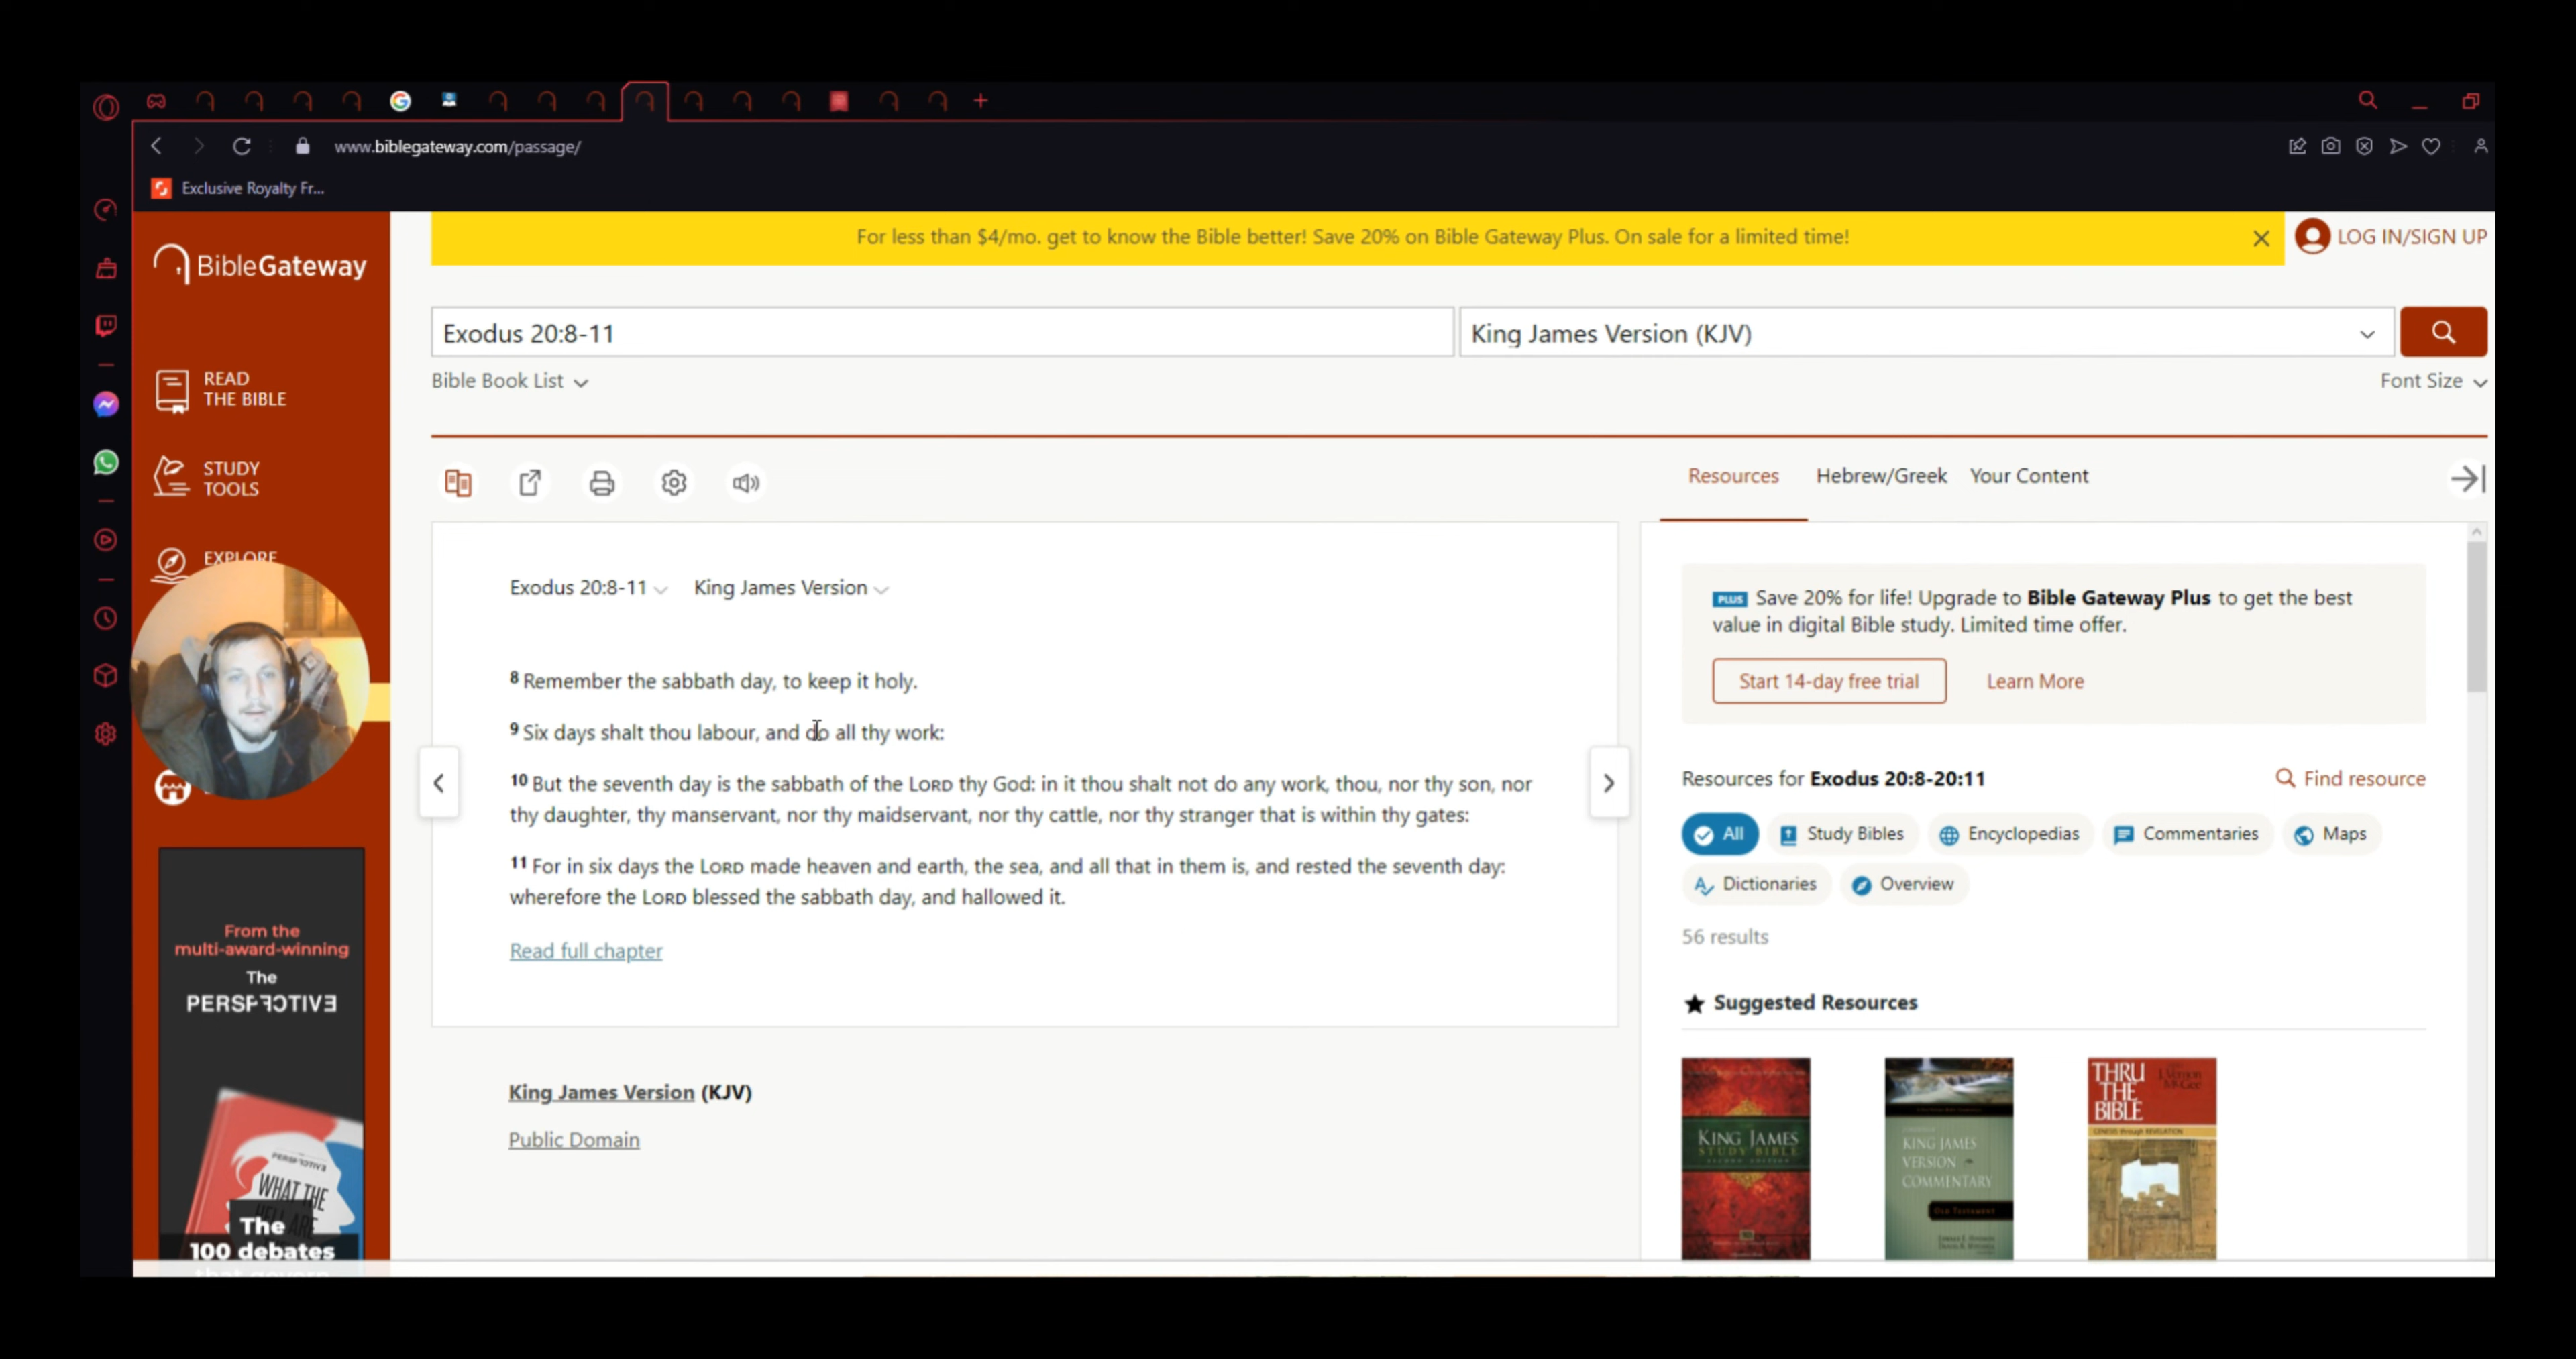 www.biblegateway.com/passage/
Exclusive Royalty Fr...
For less than $4/mo. get to know the Bible better! Save 20% on Bible Gateway Plus. On sale for a limited time!
LOG IN/SIGN UP
BibleGateway
READ
THE BIBLE
STUDY
TOOLS
EXPLORE
From the
multi-award-winning
The
PERSPECTIVE
WHAT THE
The
100 debates
Exodus 20:8-11
King James Version (KJV)
Bible Book List
Font Size
Exodus 20:8-11 King James Version
8 Remember the sabbath day, to keep it holy.
9 Six days shalt thou labour, and do all thy work:
10 But the seventh day is the sabbath of the LORD thy God: in it thou shalt not do any work, thou, nor thy son, nor
thy daughter, thy manservant, nor thy maidservant, nor thy cattle, nor thy stranger that is within thy gates:
11 For in six days the LORD made heaven and earth, the sea, and all that in them is, and rested the seventh day:
wherefore the LORD blessed the sabbath day, and hallowed it.
Read full chapter
King James Version (KJV)
Public Domain
Resources Hebrew/Greek Your Content
PLUS Save 20% for life! Upgrade to Bible Gateway Plus to get the best
value in digital Bible study. Limited time offer.
Start 14-day free trial Learn More
Resources for Exodus 20:8-20:11 Find resource
All Study Bibles Encyclopedias Commentaries Maps
Dictionaries Overview
56 results
Suggested Resources
KING JAMES
STUDY BIBLE
KING JAMES
VERSION
COMMENTARY
OLD TESTAMENT
THRU
THE
BIBLE
J. Vernon
McGee
GENESIS through REVELATION